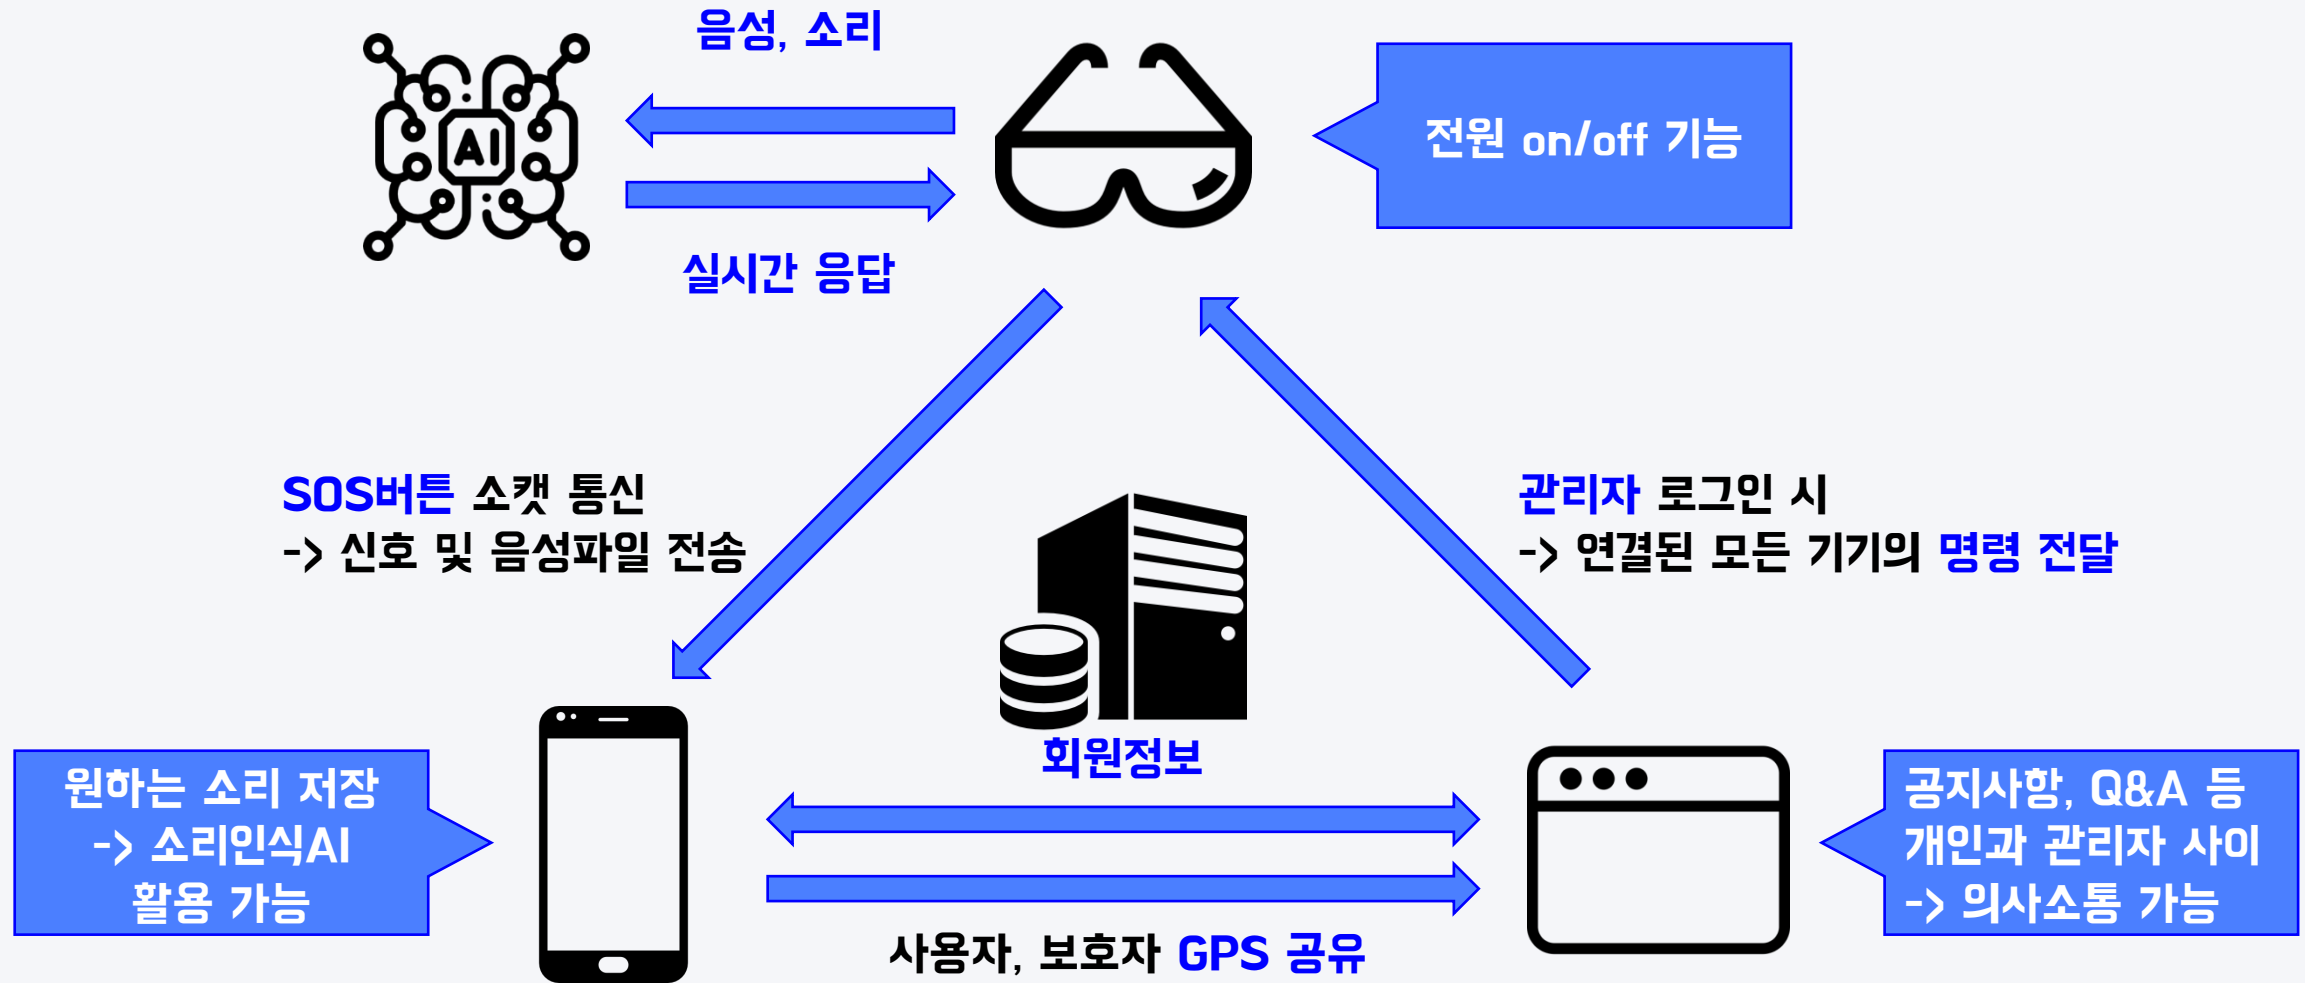 음성, 소리
AI
전원 on/off 기능
실시간 응답
SOS버튼 소캣 통신
-> 신호 및 음성파일 전송
관리자 로그인 시
-> 연결된 모든 기기의 명령 전달
회원정보
원하는 소리 저장
-> 소리인식AI
활용 가능
공지사항, Q&A 등
개인과 관리자 사이
-> 의사소통 가능
사용자, 보호자 GPS 공유